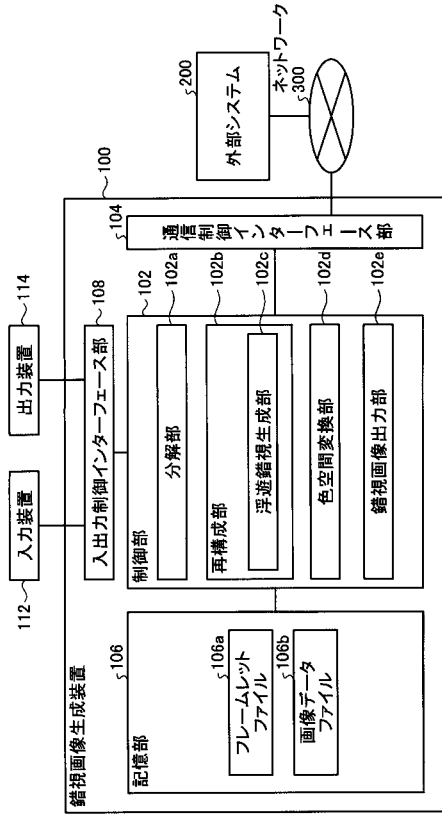 112
入力装置
114
出力装置
錯視画像生成装置
100
108
入出力制御インターフェース部
106
記憶部
106a
フレームレット
ファイル
106b
画像データ
ファイル
102
制御部
102a
分解部
102b
再構成部
102c
浮遊錯視生成部
102d
色空間変換部
102e
錯視画像出力部
104
通信制御インターフェース部
200
外部システム
ネットワーク
300